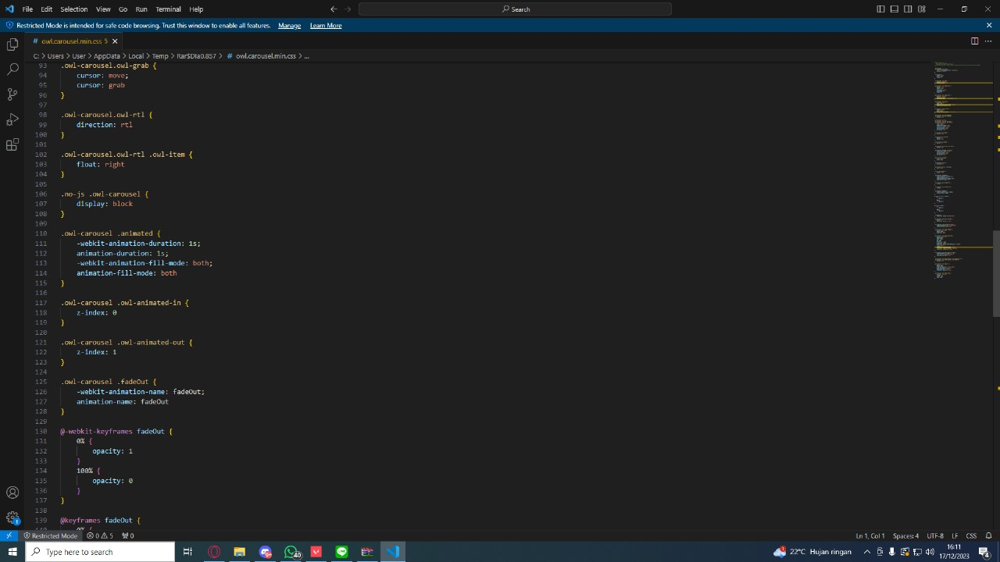 File Edit Selection View Go Run Terminal Help
Search
Restricted Mode is intended for safe code browsing. Trust this window to enable all features. Manage Learn More
# owl.carousel.min.css 5
C: > Users > User > AppData > Local > Temp > Rar$DIa0.857 > # owl.carousel.min.css > ...
93 .owl-carousel.owl-grab {
94 cursor: move;
95 cursor: grab
96 }
97
98 .owl-carousel.owl-rtl {
99 direction: rtl
100 }
101
102 .owl-carousel.owl-rtl .owl-item {
103 float: right
104 }
105
106 .no-js .owl-carousel {
107 display: block
108 }
109
110 .owl-carousel .animated {
111 -webkit-animation-duration: 1s;
112 animation-duration: 1s;
113 -webkit-animation-fill-mode: both;
114 animation-fill-mode: both
115 }
116
117 .owl-carousel .owl-animated-in {
118 z-index: 0
119 }
120
121 .owl-carousel .owl-animated-out {
122 z-index: 1
123 }
124
125 .owl-carousel .fadeOut {
126 -webkit-animation-name: fadeOut;
127 animation-name: fadeOut
128 }
129
130 @-webkit-keyframes fadeOut {
131 0% {
132 opacity: 1
133 }
134 100% {
135 opacity: 0
136 }
137 }
138
139 @keyframes fadeOut {
140 0% {
Restricted Mode 0 5 0 Ln 1, Col 1 Spaces: 4 UTF-8 LF CSS
Type here to search
40
1 22°C Hujan ringan
16:11
17/12/2023